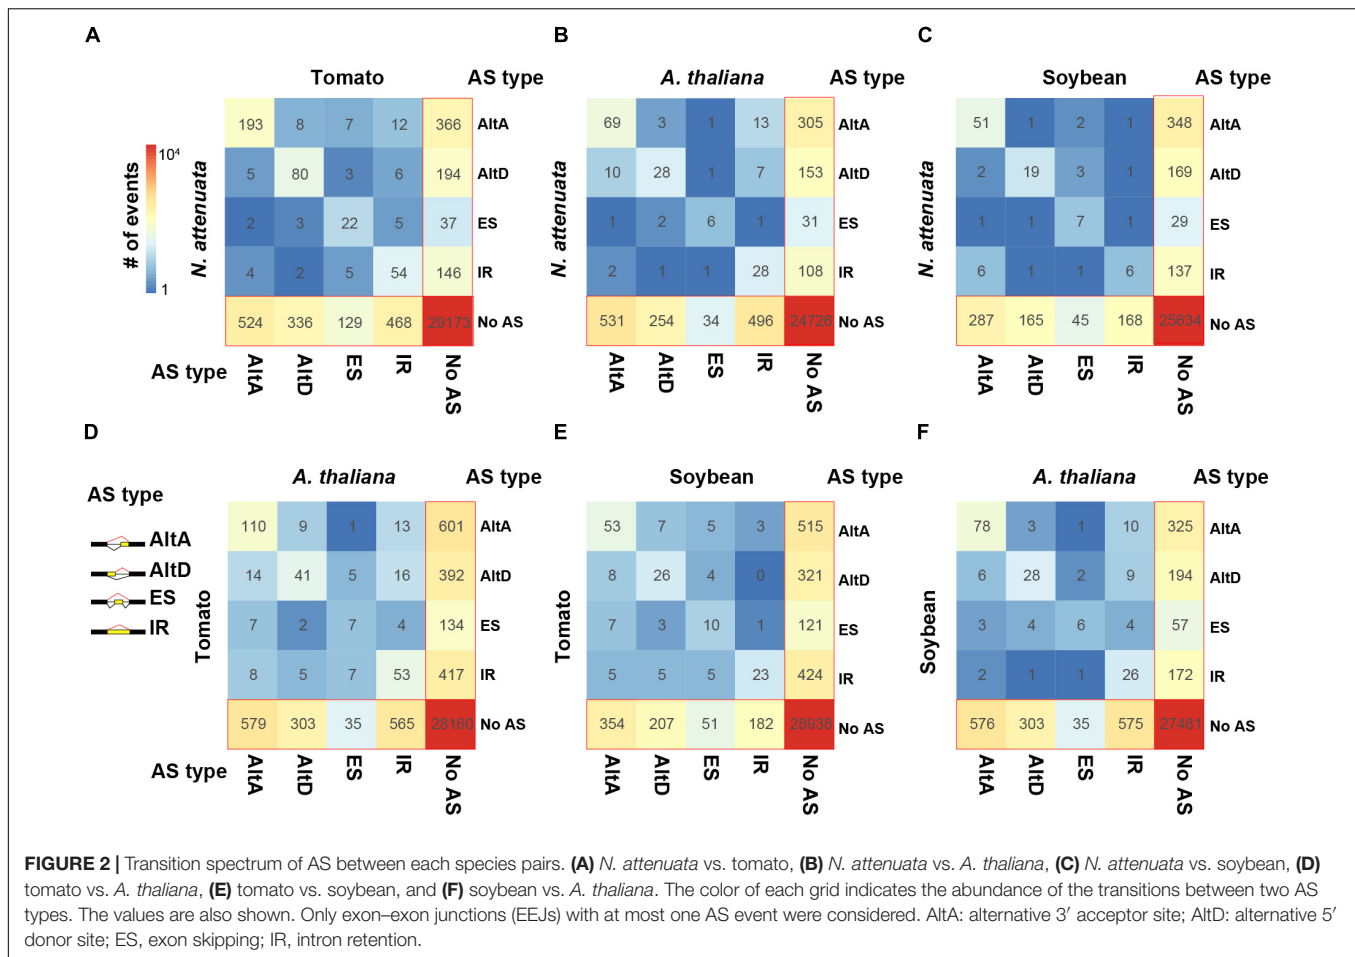 A
B
C
Tomato AS type
A. thaliana AS type
Soybean AS type
# of events
10⁴
1
N. attenuata
193 8 7 12 366 AltA
5 80 3 6 194 AltD
2 3 22 5 37 ES
4 2 5 54 146 IR
524 336 129 468 29173 No AS
AS type AltA AltD ES IR No AS
N. attenuata
69 3 1 13 305 AltA
10 28 1 7 153 AltD
1 2 6 1 31 ES
2 1 1 28 108 IR
531 254 34 496 24726 No AS
AltA AltD ES IR No AS
N. attenuata
51 1 2 1 348 AltA
2 19 3 1 169 AltD
1 1 7 1 29 ES
6 1 1 6 137 IR
287 165 45 168 25634 No AS
AltA AltD ES IR No AS
D
E
F
A. thaliana AS type
Soybean AS type
A. thaliana AS type
AS type
AltA
AltD
ES
IR
Tomato
110 9 1 13 601 AltA
14 41 5 16 392 AltD
7 2 7 4 134 ES
8 5 7 53 417 IR
579 303 35 565 28160 No AS
AS type AltA AltD ES IR No AS
Tomato
53 7 5 3 515 AltA
8 26 4 0 321 AltD
7 3 10 1 121 ES
5 5 5 23 424 IR
354 207 51 182 28938 No AS
AltA AltD ES IR No AS
Soybean
78 3 1 10 325 AltA
6 28 2 9 194 AltD
3 4 6 4 57 ES
2 1 1 26 172 IR
576 303 35 575 27481 No AS
AltA AltD ES IR No AS
FIGURE 2 | Transition spectrum of AS between each species pairs. (A) N. attenuata vs. tomato, (B) N. attenuata vs. A. thaliana, (C) N. attenuata vs. soybean, (D)
tomato vs. A. thaliana, (E) tomato vs. soybean, and (F) soybean vs. A. thaliana. The color of each grid indicates the abundance of the transitions between two AS
types. The values are also shown. Only exon–exon junctions (EEJs) with at most one AS event were considered. AltA: alternative 3′ acceptor site; AltD: alternative 5′
donor site; ES, exon skipping; IR, intron retention.